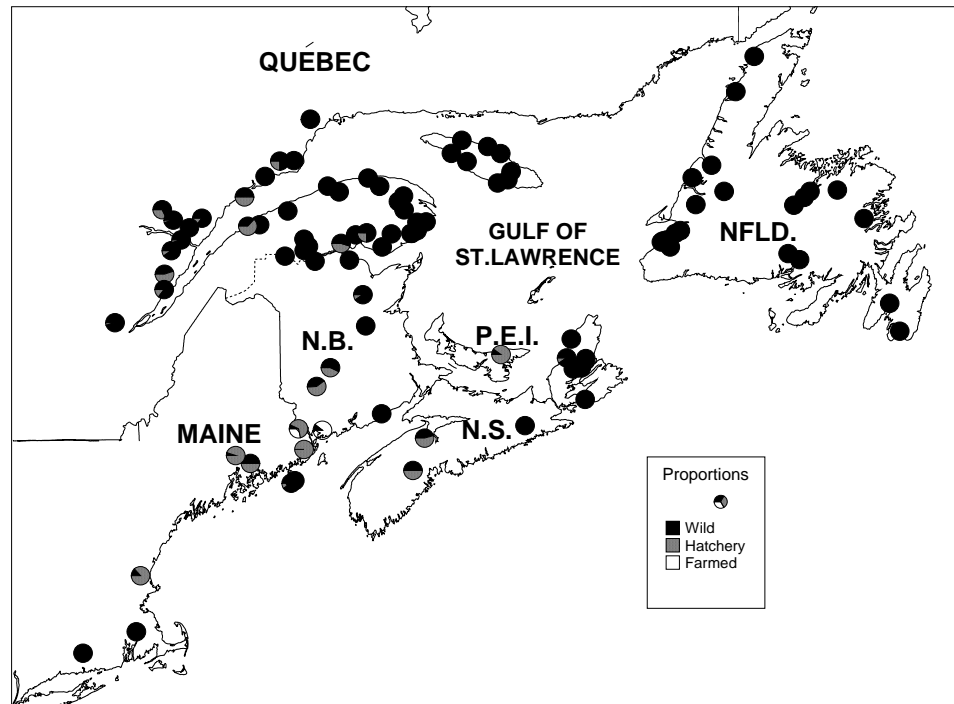 QUÉBEC
GULF OF
ST.LAWRENCE
NFLD.
N.B.
P.E.I.
MAINE
N.S.
Proportions
Wild
Hatchery
Farmed